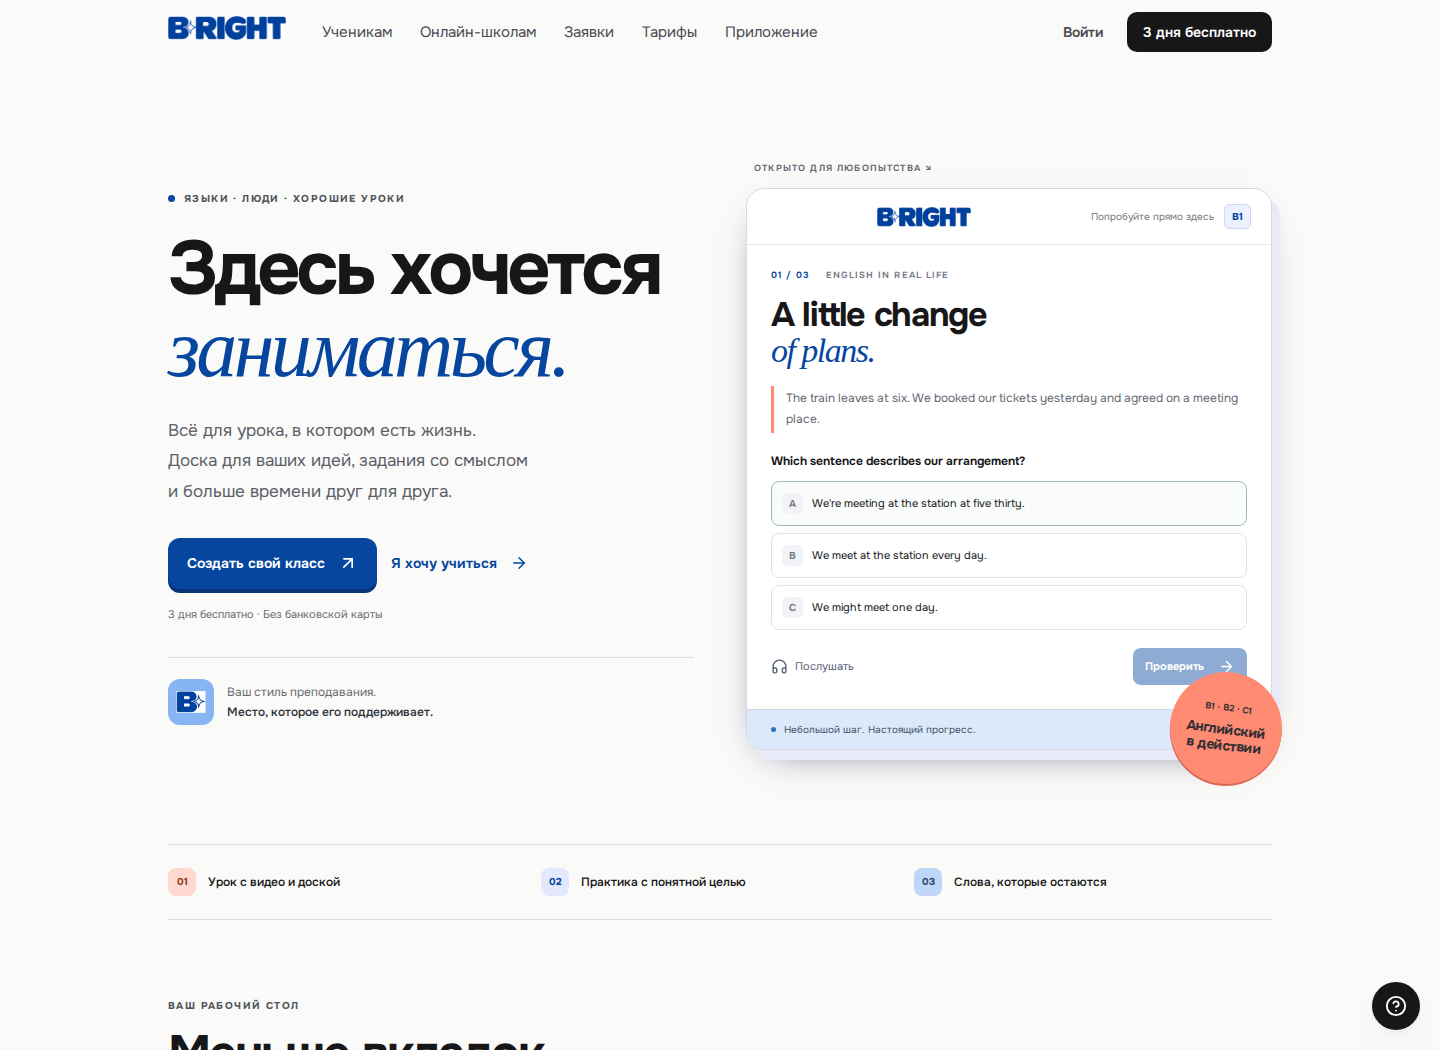 B RIGHT
Ученикам
Онлайн-школам
Заявки
Тарифы
Приложение
Войти
3 дня бесплатно
ЯЗЫКИ · ЛЮДИ · ХОРОШИЕ УРОКИ
Здесь хочется
заниматься.
Всё для урока, в котором есть жизнь.
Доска для ваших идей, задания со смыслом
и больше времени друг для друга.
Создать свой класс
Я хочу учиться
3 дня бесплатно · Без банковской карты
B
Ваш стиль преподавания.
Место, которое его поддерживает.
ОТКРЫТО ДЛЯ ЛЮБОПЫТСТВА
B RIGHT
Попробуйте прямо здесь
B1
01 / 03
ENGLISH IN REAL LIFE
A little change
of plans.
The train leaves at six. We booked our tickets yesterday and agreed on a meeting
place.
Which sentence describes our arrangement?
A
We're meeting at the station at five thirty.
B
We meet at the station every day.
C
We might meet one day.
Послушать
Проверить
Небольшой шаг. Настоящий прогресс.
B1 · B2 · C1
Английский
в действии
01
Урок с видео и доской
02
Практика с понятной целью
03
Слова, которые остаются
ВАШ РАБОЧИЙ СТОЛ
Меньше вкладок